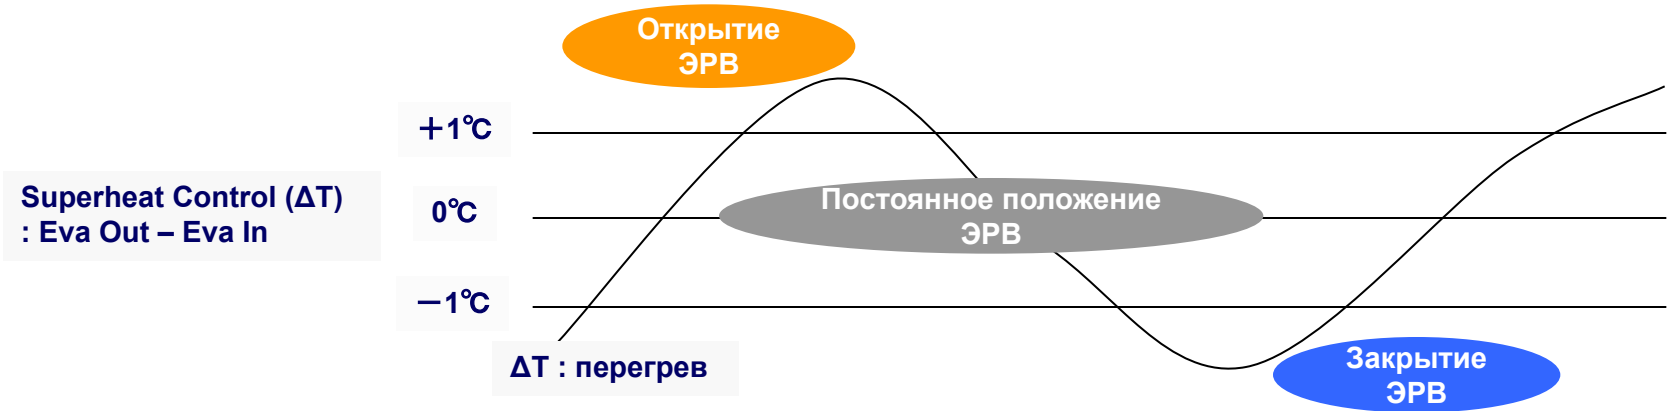 Открытие
ЭРВ
+1℃
Superheat Control (ΔT)
: Eva Out – Eva In
0℃
Постоянное положение
ЭРВ
−1℃
ΔT : перегрев
Закрытие
ЭРВ